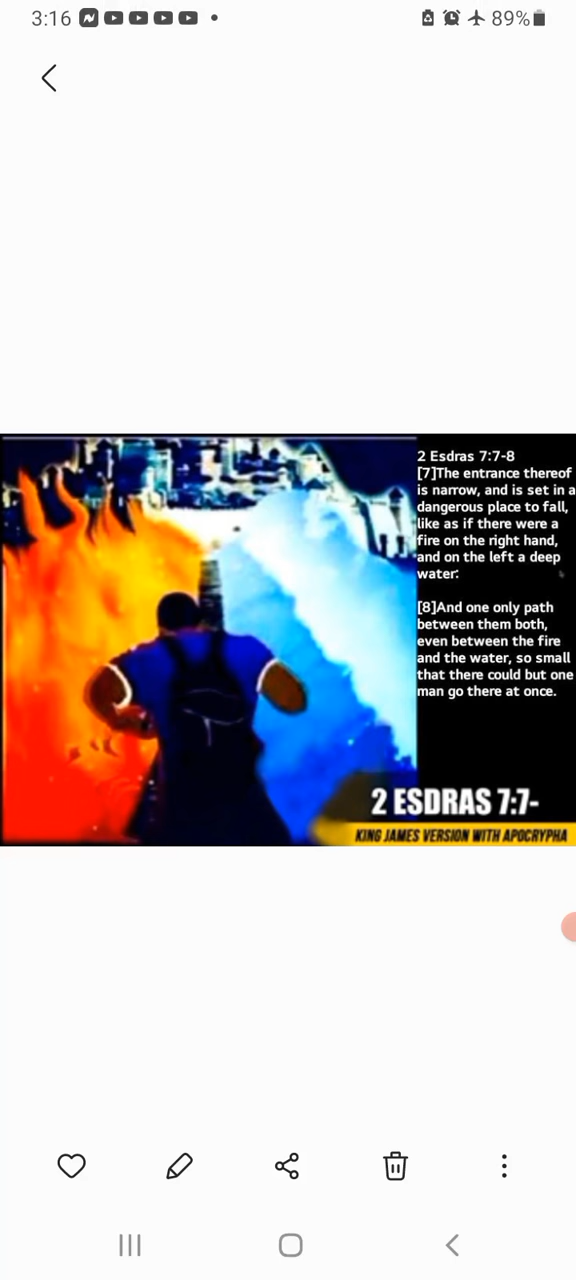 3:16
89%
2 Esdras 7:7-8
[7]The entrance thereof
is narrow, and is set in a
dangerous place to fall,
like as if there were a
fire on the right hand,
and on the left a deep
water:
[8]And one only path
between them both,
even between the fire
and the water, so small
that there could but one
man go there at once.
2 ESDRAS 7:7-
KING JAMES VERSION WITH APOCRYPHA